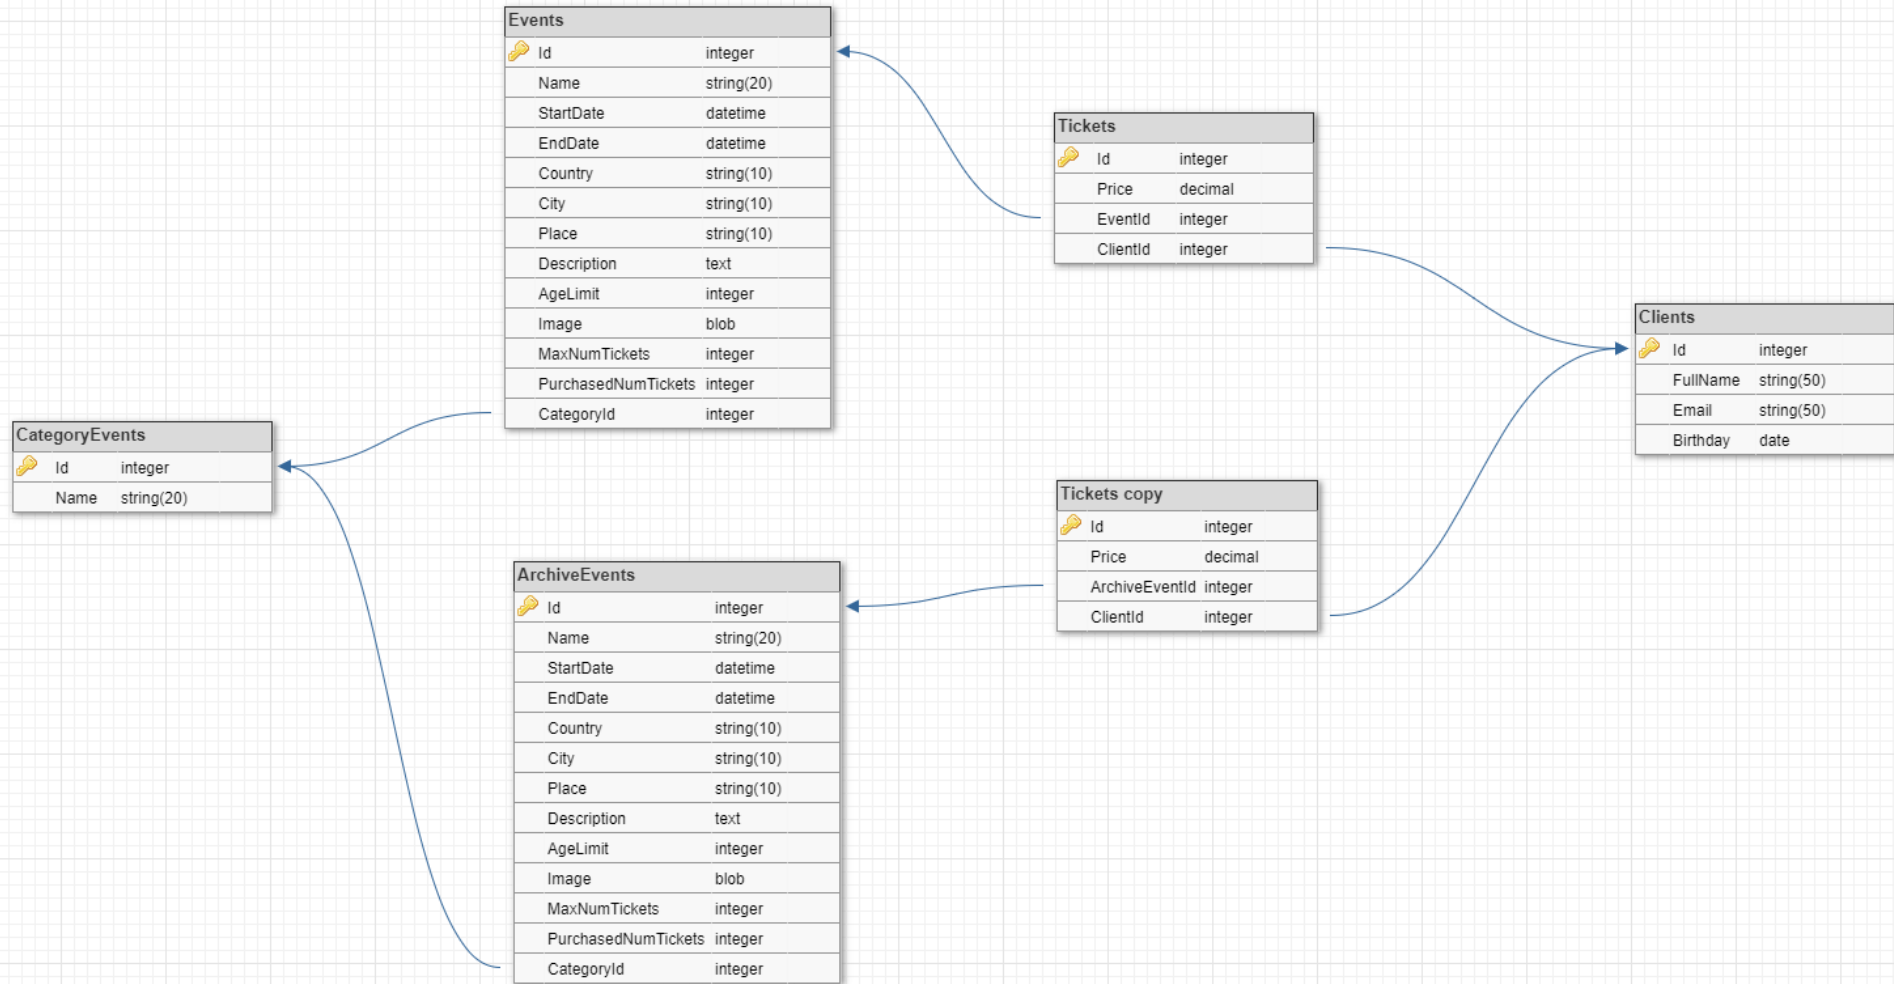 Events
Id integer
Name string(20)
StartDate datetime
EndDate datetime
Country string(10)
City string(10)
Place string(10)
Description text
AgeLimit integer
Image blob
MaxNumTickets integer
PurchasedNumTickets integer
CategoryId integer
Tickets
Id integer
Price decimal
EventId integer
ClientId integer
Clients
Id integer
FullName string(50)
Email string(50)
Birthday date
CategoryEvents
Id integer
Name string(20)
Tickets copy
Id integer
Price decimal
ArchiveEventId integer
ClientId integer
ArchiveEvents
Id integer
Name string(20)
StartDate datetime
EndDate datetime
Country string(10)
City string(10)
Place string(10)
Description text
AgeLimit integer
Image blob
MaxNumTickets integer
PurchasedNumTickets integer
CategoryId integer